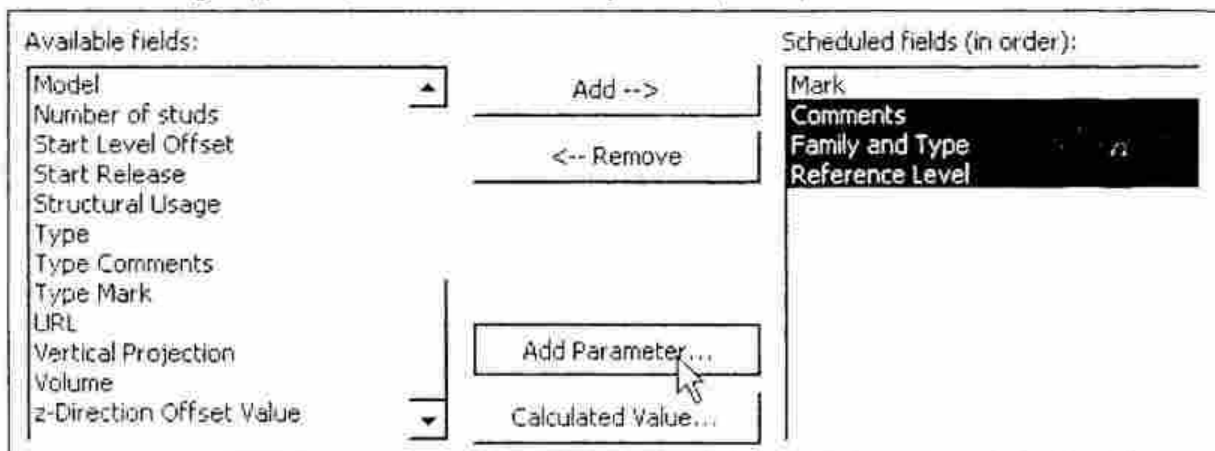 Available fields:
Model
Number of studs
Start Level Offset
Start Release
Structural Usage
Type
Type Comments
Type Mark
URL
Vertical Projection
Volume
z-Direction Offset Value
Add -->
<-- Remove
Add Parameter...
Calculated Value...
Scheduled fields (in order):
Mark
Comments
Family and Type
Reference Level